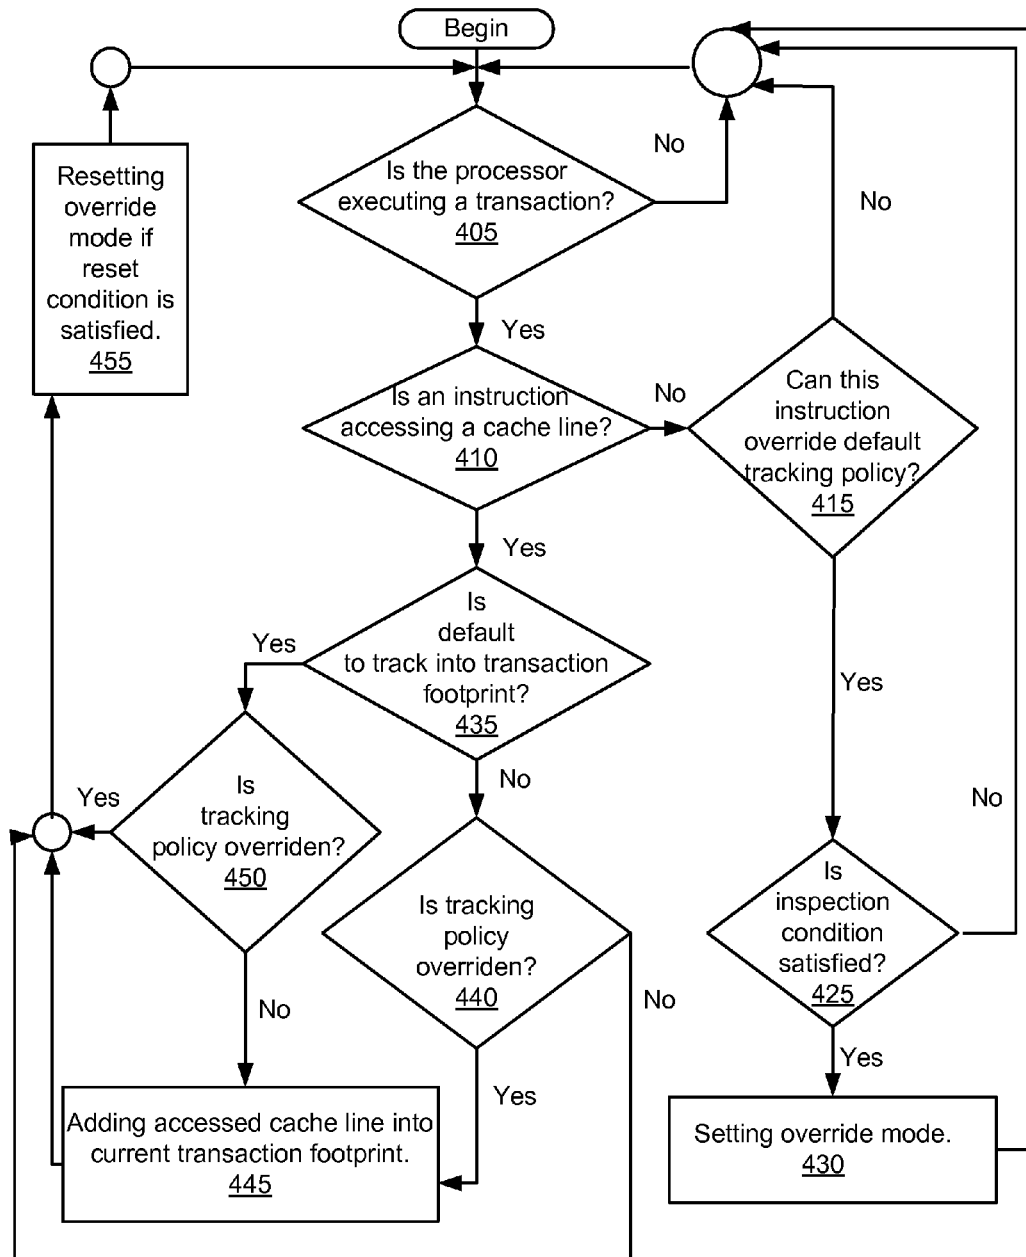 Begin
No
Is the processor
executing a transaction?
405
Resetting
override
mode if
reset
condition is
satisfied.
455
No
Yes
Is an instruction
accessing a cache line?
410
No
Can this
instruction
override default
tracking policy?
415
Yes
Is
default
to track into transaction
footprint?
435
Yes
Yes
No
Is
tracking
policy overriden?
450
Yes
No
Is tracking
policy
overriden?
440
No
Is
inspection
condition
satisfied?
425
No
Yes
Yes
Adding accessed cache line into
current transaction footprint.
445
Setting override mode.
430